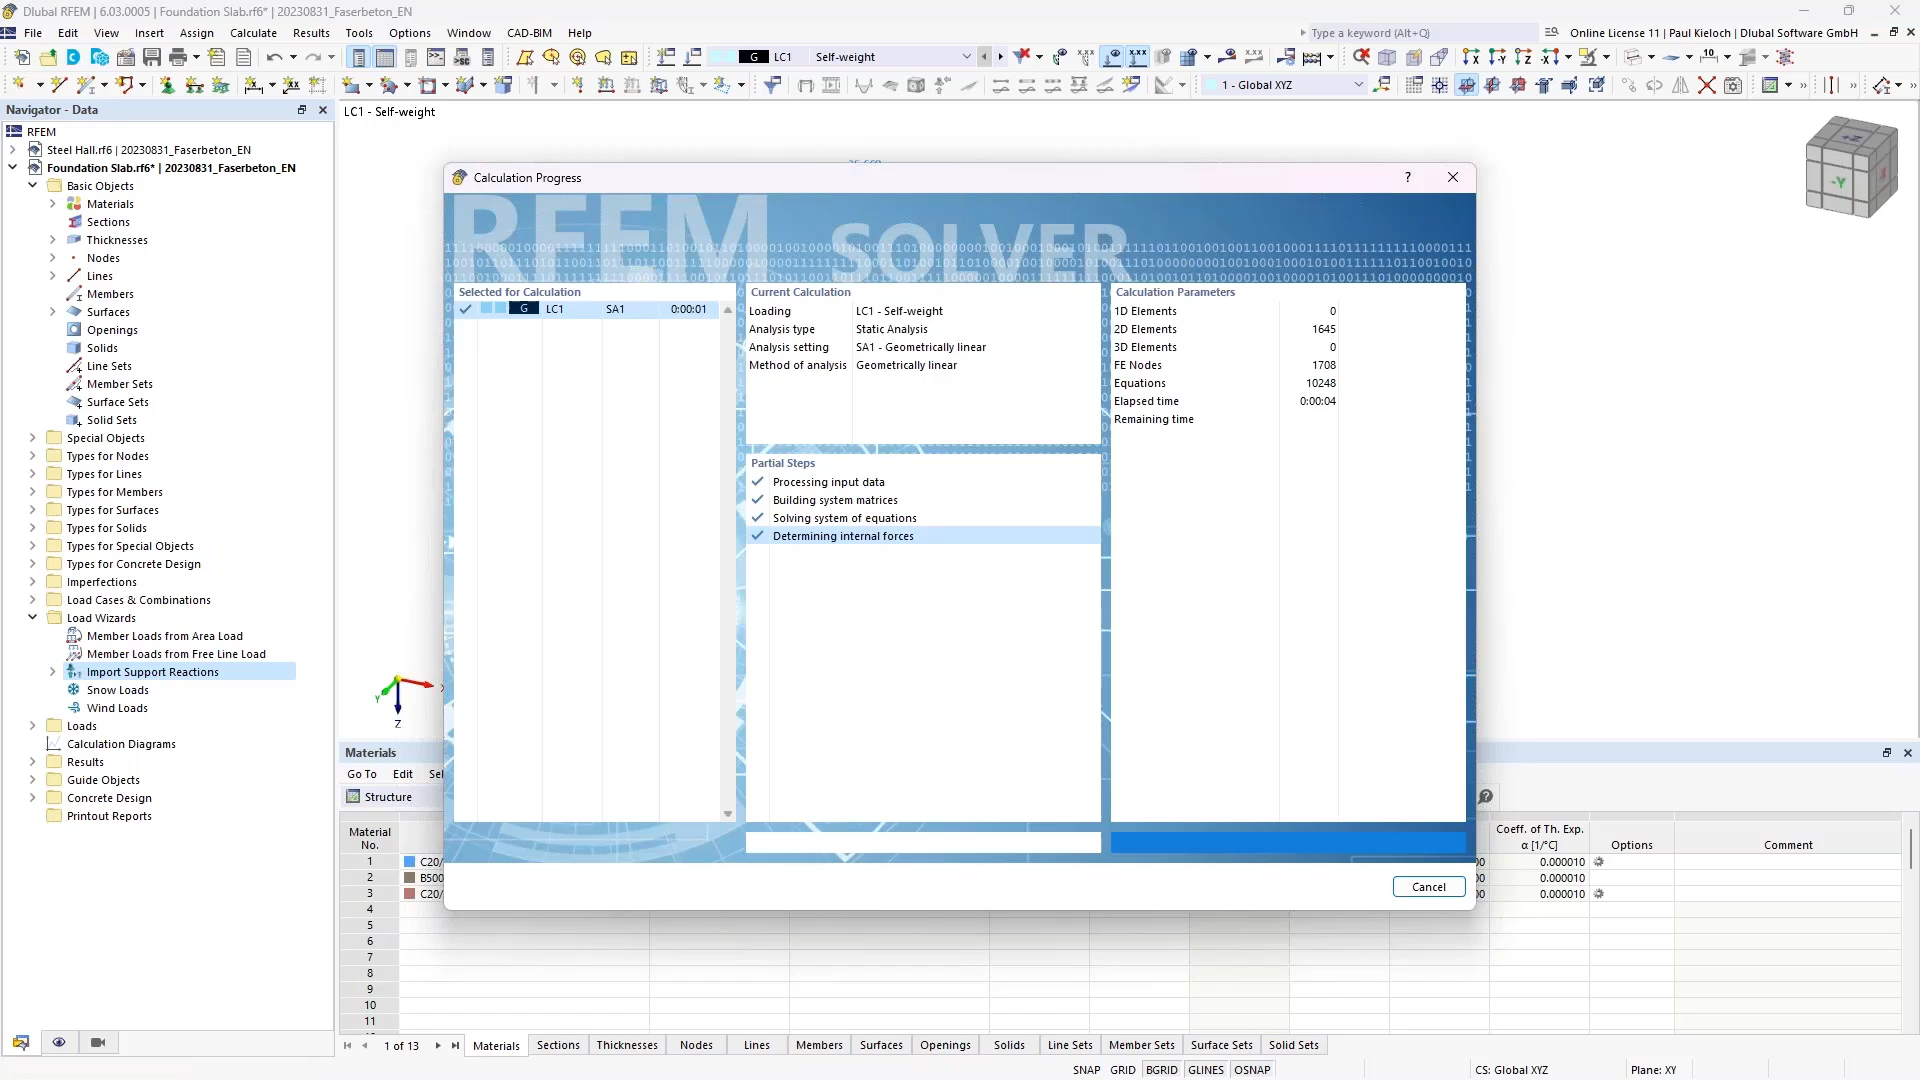 Dlubal RFEM | 6.03.0005 | Foundation Slab.rf6* | 20230831_Faserbeton_EN
File Edit View Insert Assign Calculate Results Tools Options Window CAD-BIM Help
Type a keyword (Alt+Q)
Online License 11 | Paul Kieloch | Dlubal Software GmbH
G LC1 Self-weight
1 - Global XYZ
Navigator - Data
LC1 - Self-weight
RFEM
Steel Hall.rf6 | 20230831_Faserbeton_EN
Foundation Slab.rf6* | 20230831_Faserbeton_EN
Basic Objects
Materials
Sections
Thicknesses
Nodes
Lines
Members
Surfaces
Openings
Solids
Line Sets
Member Sets
Surface Sets
Solid Sets
Special Objects
Types for Nodes
Types for Lines
Types for Members
Types for Surfaces
Types for Solids
Types for Special Objects
Types for Concrete Design
Imperfections
Load Cases & Combinations
Load Wizards
Member Loads from Area Load
Member Loads from Free Line Load
Import Support Reactions
Snow Loads
Wind Loads
Loads
Calculation Diagrams
Results
Guide Objects
Concrete Design
Printout Reports
Calculation Progress
RFEM SOLVER
Selected for Calculation
G LC1 SA1 0:00:01
Current Calculation
Loading LC1 - Self-weight
Analysis type Static Analysis
Analysis setting SA1 - Geometrically linear
Method of analysis Geometrically linear
Partial Steps
Processing input data
Building system matrices
Solving system of equations
Determining internal forces
Calculation Parameters
1D Elements 0
2D Elements 1645
3D Elements 0
FE Nodes 1708
Equations 10248
Elapsed time 0:00:04
Remaining time
Cancel
-Y
Y
Z
Materials
Go To Edit Sel
Structure
Material No.
Coeff. of Th. Exp. α [1/°C]
Options
Comment
1 C20/ 00 0.000010
2 B500 00 0.000010
3 C20/ 00 0.000010
4
5
6
7
8
9
10
11
1 of 13
Materials Sections Thicknesses Nodes Lines Members Surfaces Openings Solids Line Sets Member Sets Surface Sets Solid Sets
SNAP GRID BGRID GLINES OSNAP
CS: Global XYZ
Plane: XY